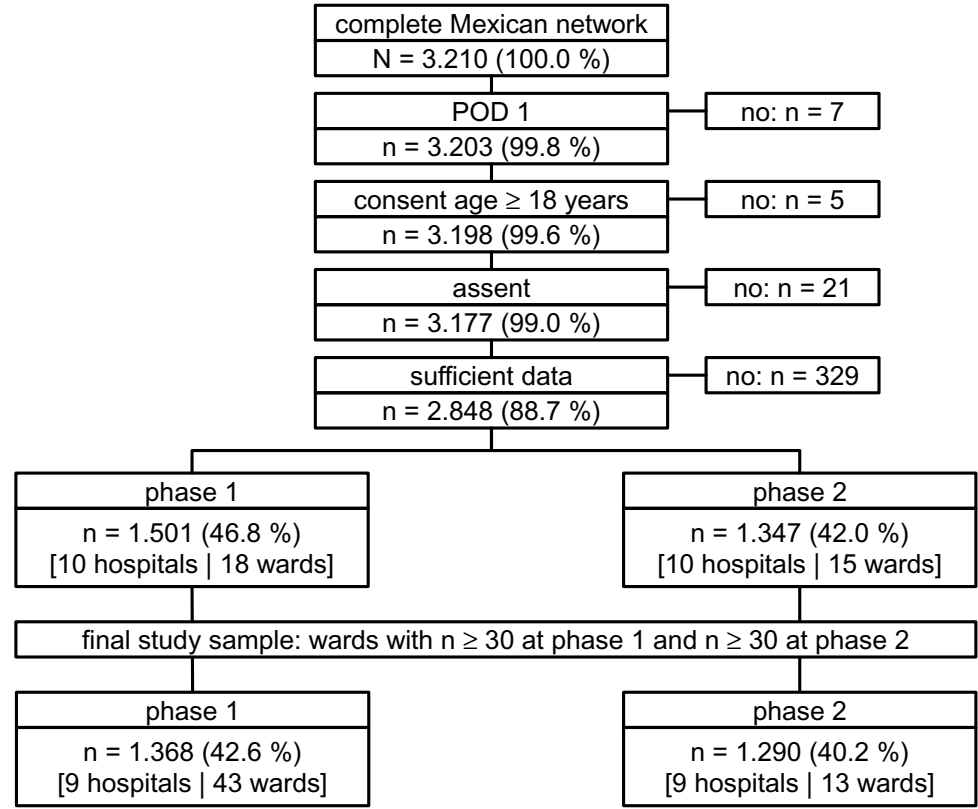 complete Mexican network
N = 3.210 (100.0 %)
POD 1
no: n = 7
n = 3.203 (99.8 %)
consent age ≥ 18 years
no: n = 5
n = 3.198 (99.6 %)
assent
no: n = 21
n = 3.177 (99.0 %)
sufficient data
no: n = 329
n = 2.848 (88.7 %)
phase 1
n = 1.501 (46.8 %)
[10 hospitals | 18 wards]
phase 2
n = 1.347 (42.0 %)
[10 hospitals | 15 wards]
final study sample: wards with n ≥ 30 at phase 1 and n ≥ 30 at phase 2
phase 1
n = 1.368 (42.6 %)
[9 hospitals | 43 wards]
phase 2
n = 1.290 (40.2 %)
[9 hospitals | 13 wards]